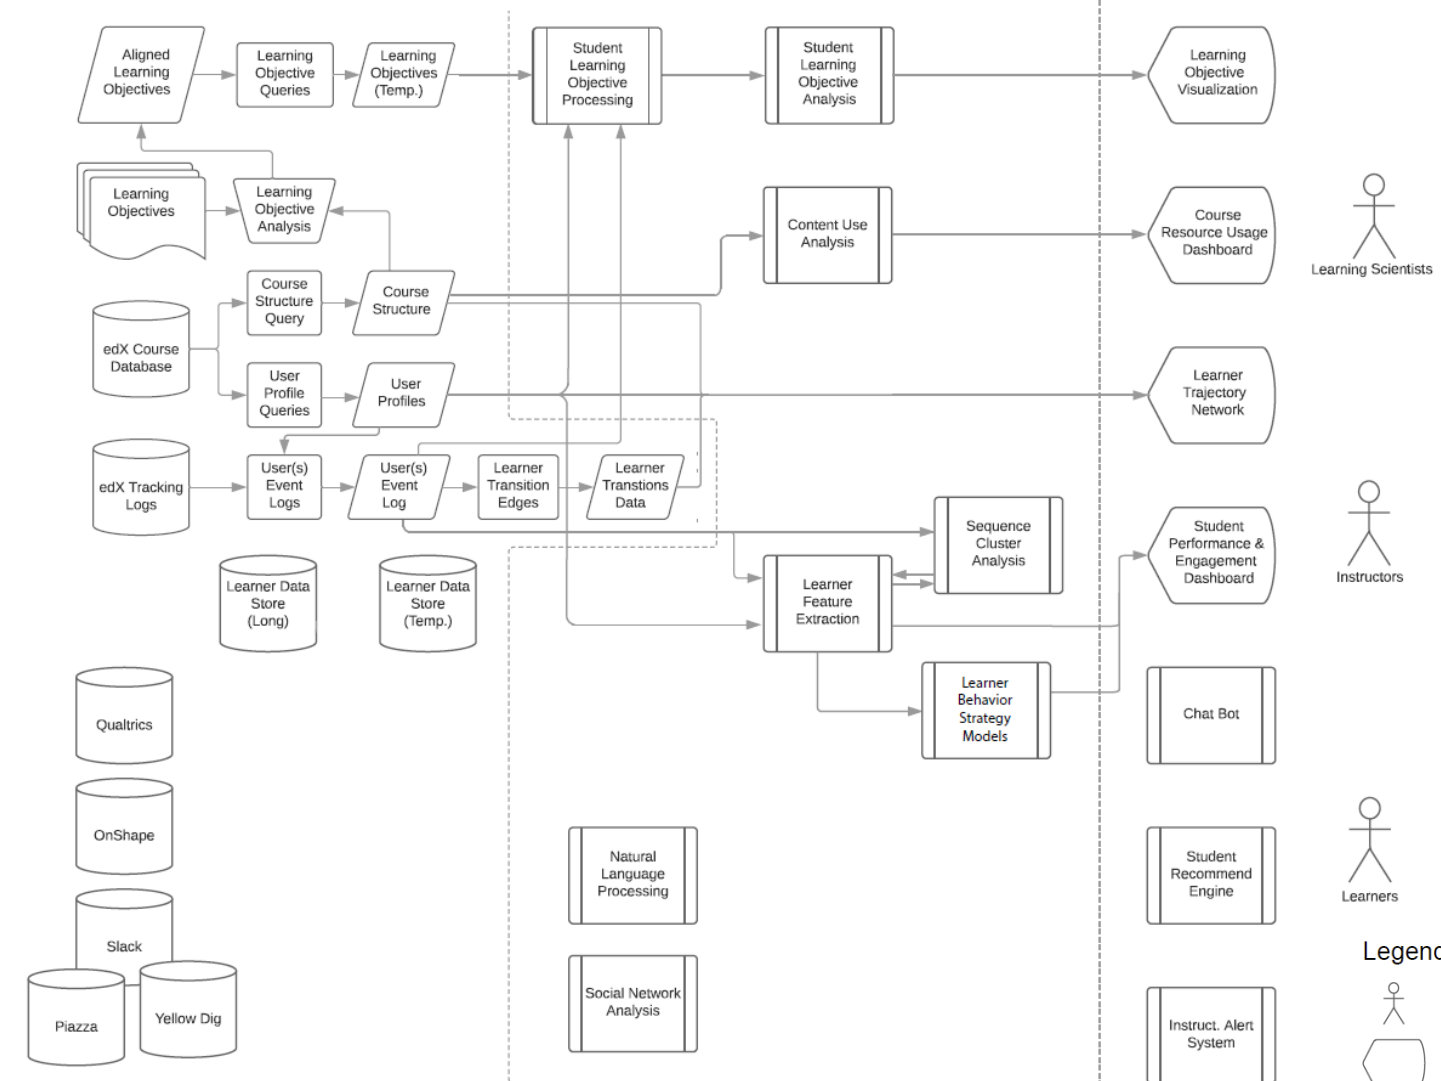 Aligned
Learning
Objectives
Learning
Objective
Queries
Learning
Objectives
(Temp.)
Student
Learning
Objective
Processing
Student
Learning
Objective
Analysis
Learning
Objective
Visualization
Learning
Objectives
Learning
Objective
Analysis
Content Use
Analysis
Course
Resource Usage
Dashboard
Learning Scientists
edX Course
Database
Course
Structure
Query
Course
Structure
User
Profile
Queries
User
Profiles
Learner
Trajectory
Network
edX Tracking
Logs
User(s)
Event
Logs
User(s)
Event
Log
Learner
Transition
Edges
Learner
Transtions
Data
Sequence
Cluster
Analysis
Student
Performance &
Engagement
Dashboard
Instructors
Learner Data
Store
(Long)
Learner Data
Store
(Temp.)
Learner
Feature
Extraction
Learner
Behavior
Strategy
Models
Qualtrics
Chat Bot
OnShape
Natural
Language
Processing
Student
Recommend
Engine
Learners
Slack
Piazza
Yellow Dig
Social Network
Analysis
Instruct. Alert
System
Legend